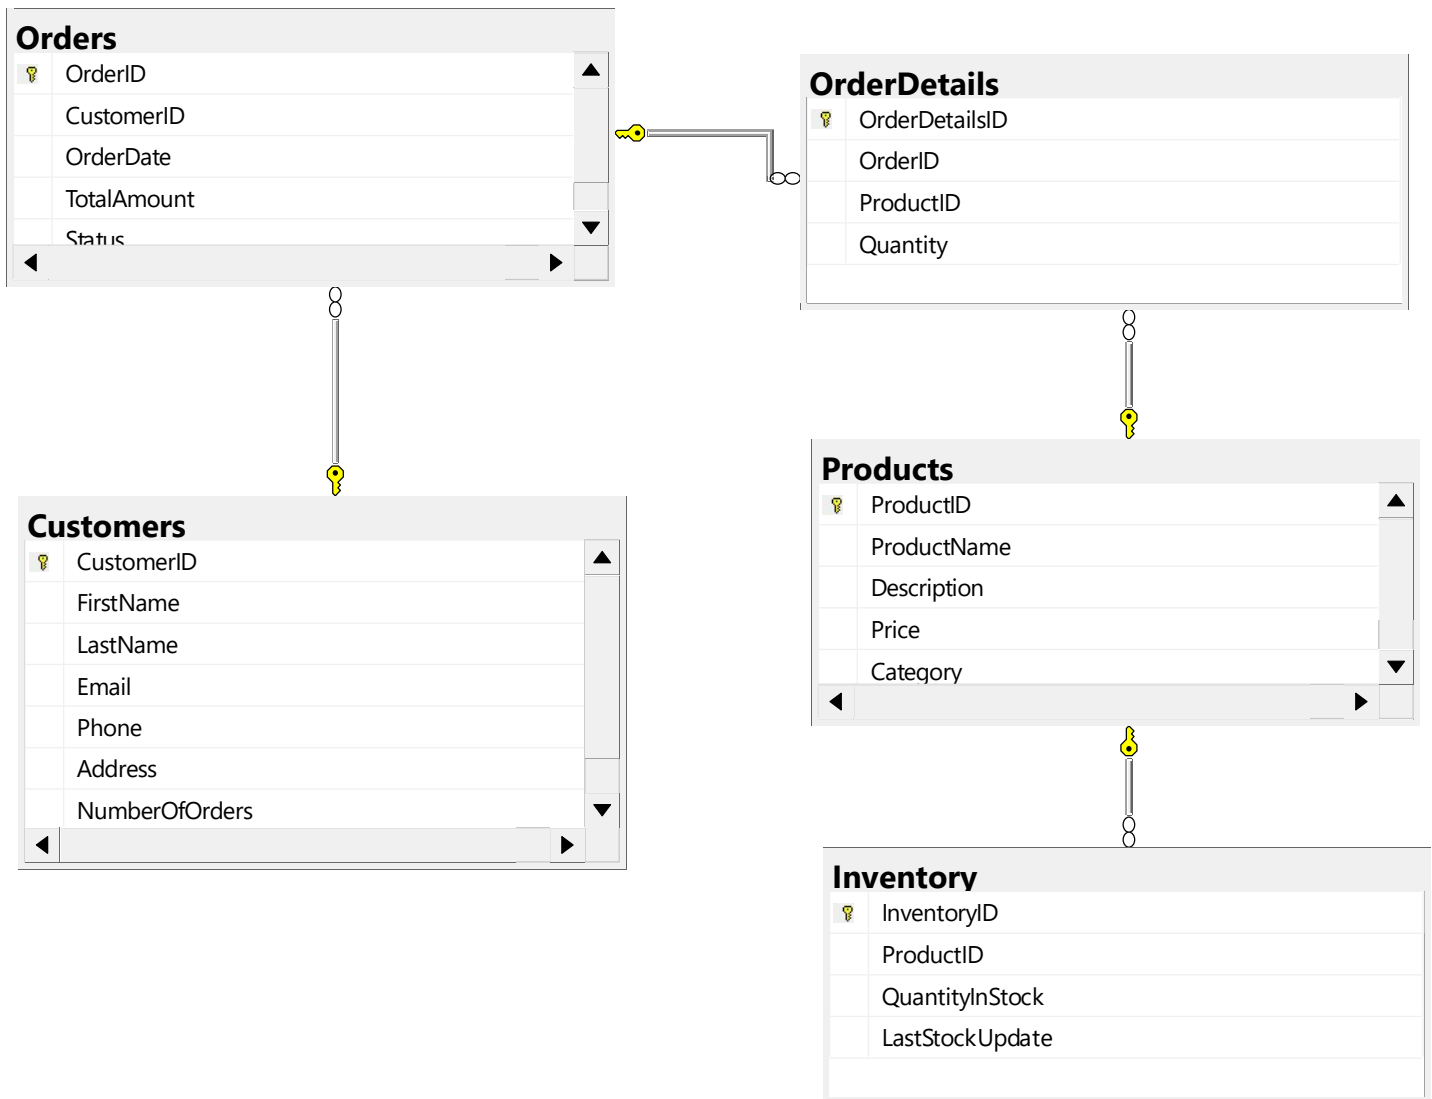 Orders
OrderID
CustomerID
OrderDate
TotalAmount
Status
OrderDetails
OrderDetailsID
OrderID
ProductID
Quantity
Customers
CustomerID
FirstName
LastName
Email
Phone
Address
NumberOfOrders
Products
ProductID
ProductName
Description
Price
Category
Inventory
InventoryID
ProductID
QuantityInStock
LastStockUpdate